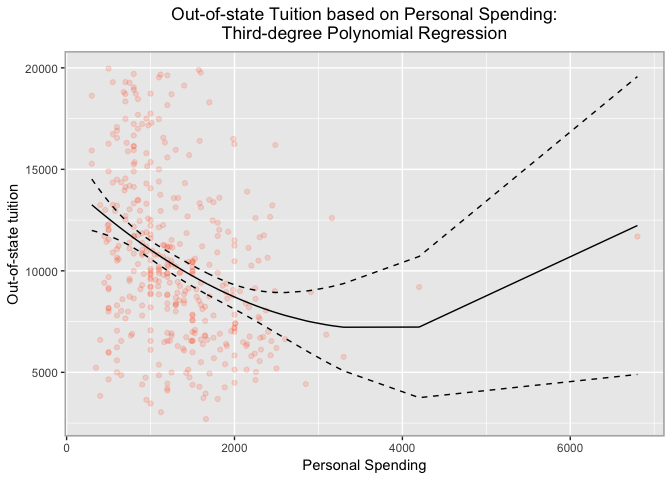 Out-of-state Tuition based on Personal Spending:
Third-degree Polynomial Regression
Out-of-state tuition
20000
15000
10000
5000
0 2000 4000 6000
Personal Spending